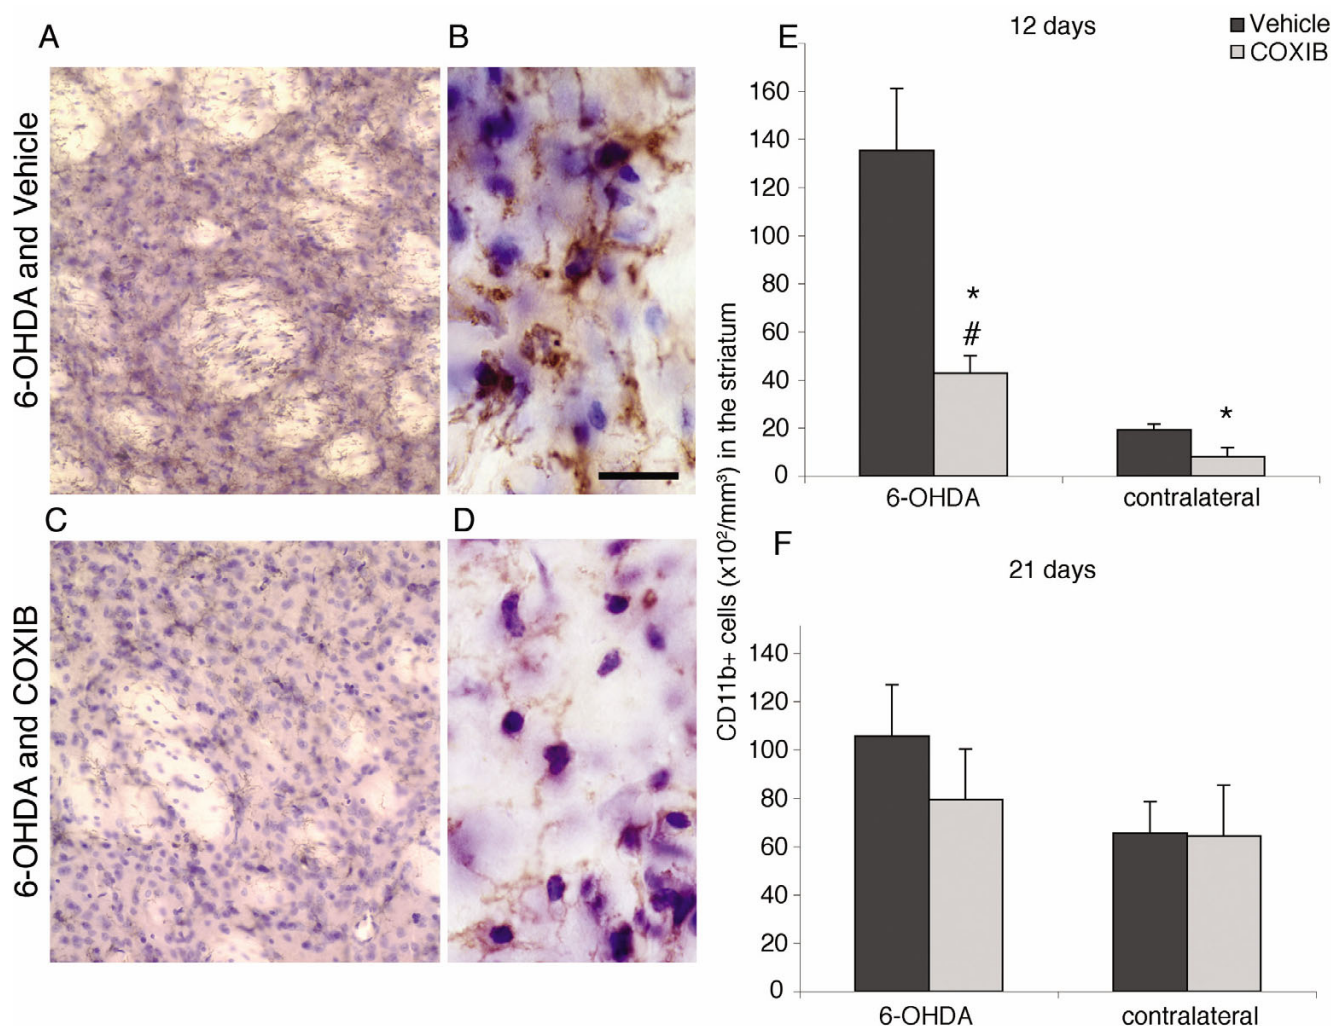 A
B
6-OHDA and Vehicle
C
D
6-OHDA and COXIB
E
12 days
Vehicle
COXIB
160
140
120
100
80
60
40
20
0
*
#
*
6-OHDA
contralateral
CD11b+ cells (x10²/mm³) in the striatum
F
21 days
140
120
100
80
60
40
20
0
6-OHDA
contralateral